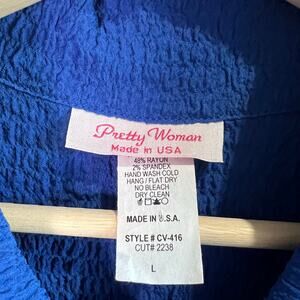 Pretty Woman
Made in USA
48% RAYON
2% SPANDEX
HAND WASH COLD
HANG / FLAT DRY
NO BLEACH
DRY CLEAN
MADE IN U.S.A.
STYLE # CV-416
CUT# 2238
L